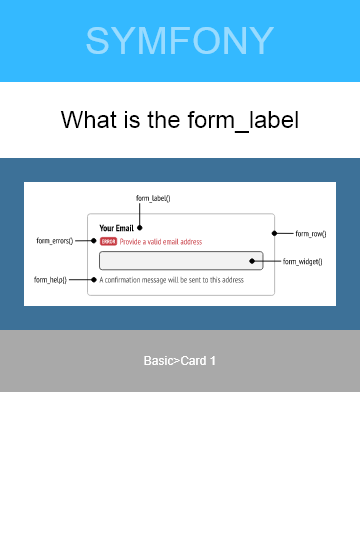 SYMFONY
What is the form_label
form_label()
Your Email
form_errors()
ERROR Provide a valid email address
form_row()
form_widget()
form_help()
A confirmation message will be sent to this address
Basic>Card 1